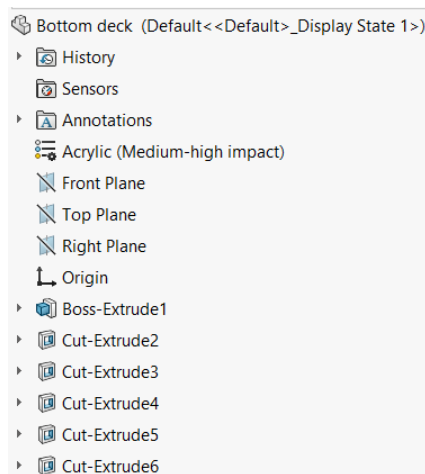 Bottom deck (Default<<Default>_Display State 1>)
History
Sensors
Annotations
Acrylic (Medium-high impact)
Front Plane
Top Plane
Right Plane
Origin
Boss-Extrude1
Cut-Extrude2
Cut-Extrude3
Cut-Extrude4
Cut-Extrude5
Cut-Extrude6